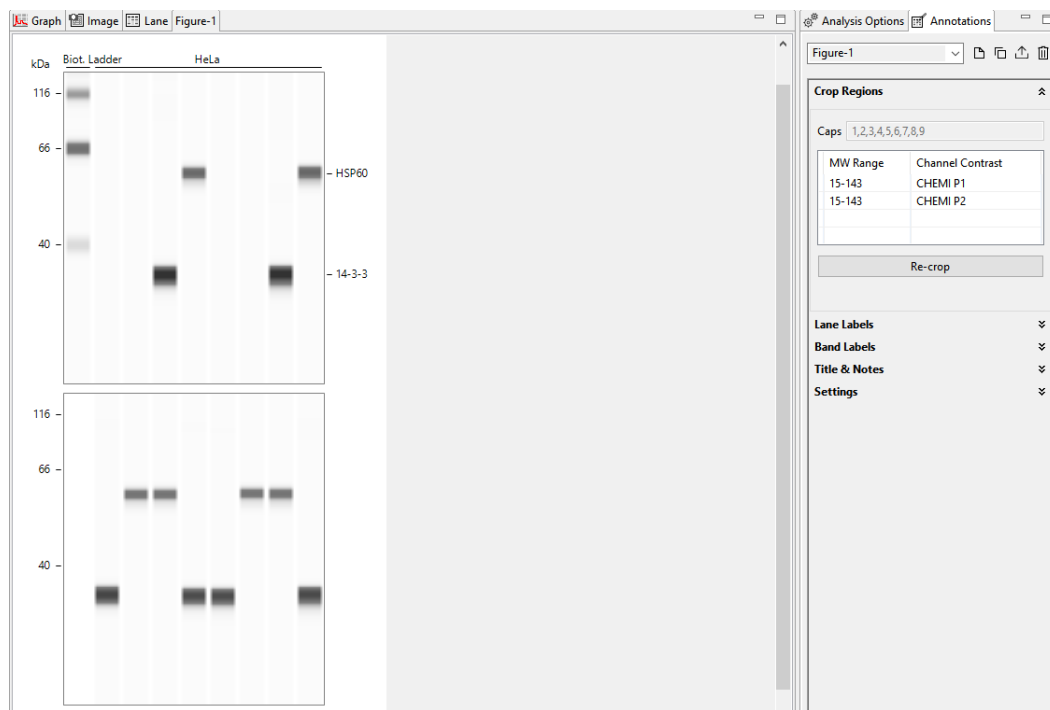 Graph Image Lane Figure-1
Analysis Options Annotations
Figure-1
kDa
Biot. Ladder HeLa
116
66
HSP60
40
14-3-3
116
66
40
Crop Regions
Caps 1,2,3,4,5,6,7,8,9
MW Range Channel Contrast
15-143 CHEMI P1
15-143 CHEMI P2
Re-crop
Lane Labels
Band Labels
Title & Notes
Settings